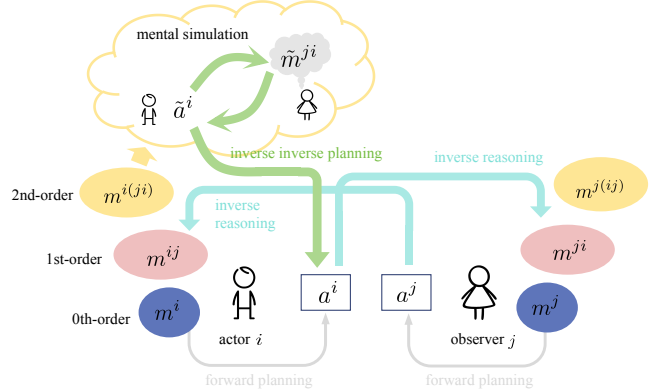 mental simulation
m̃^{ji}
ã^i
inverse inverse planning
inverse reasoning
2nd-order
m^{i(ji)}
m^{j(ij)}
inverse
reasoning
1st-order
m^{ij}
m^{ji}
0th-order
m^i
a^i
a^j
m^j
actor i
observer j
forward planning
forward planning